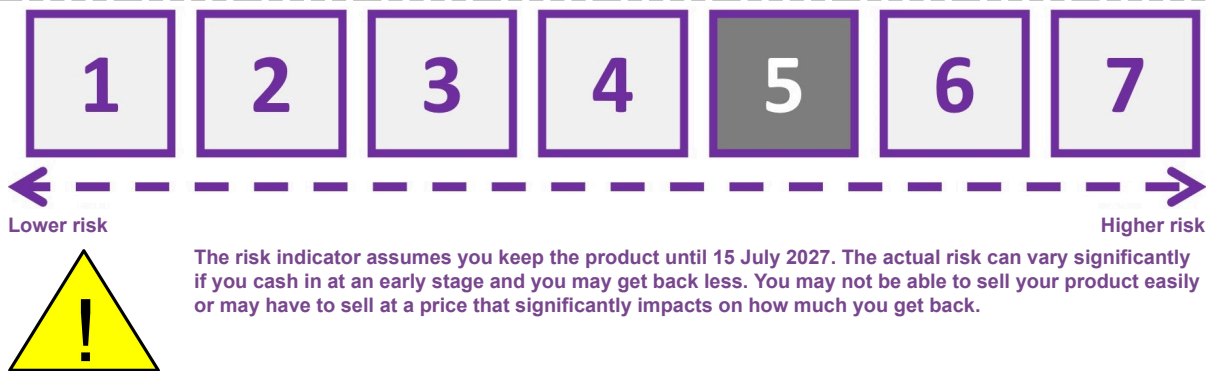 1 2 3 4 5 6 7
Lower risk Higher risk
!
The risk indicator assumes you keep the product until 15 July 2027. The actual risk can vary significantly
if you cash in at an early stage and you may get back less. You may not be able to sell your product easily
or may have to sell at a price that significantly impacts on how much you get back.